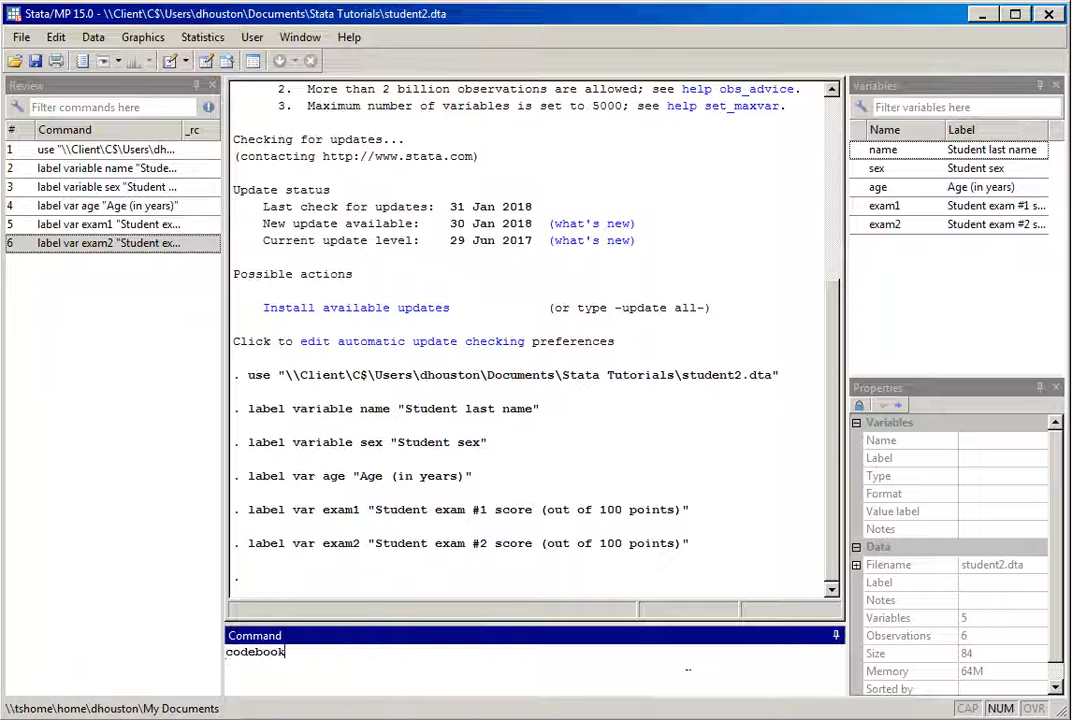 Stata/MP 15.0 - \\Client\C$\Users\dhouston\Documents\Stata Tutorials\student2.dta
File Edit Data Graphics Statistics User Window Help
Review
Filter commands here
# Command _rc
1 use "\\Client\C$\Users\dh...
2 label variable name "Stude...
3 label variable sex "Student ...
4 label var age "Age (in years)"
5 label var exam1 "Student ex...
6 label var exam2 "Student ex...
2. More than 2 billion observations are allowed; see help obs_advice.
3. Maximum number of variables is set to 5000; see help set_maxvar.
Checking for updates...
(contacting http://www.stata.com)
Update status
Last check for updates: 31 Jan 2018
New update available: 30 Jan 2018 (what's new)
Current update level: 29 Jun 2017 (what's new)
Possible actions
Install available updates (or type -update all-)
Click to edit automatic update checking preferences
. use "\\Client\C$\Users\dhouston\Documents\Stata Tutorials\student2.dta"
. label variable name "Student last name"
. label variable sex "Student sex"
. label var age "Age (in years)"
. label var exam1 "Student exam #1 score (out of 100 points)"
. label var exam2 "Student exam #2 score (out of 100 points)"
.
Command
codebook
Variables
Filter variables here
Name Label
name Student last name
sex Student sex
age Age (in years)
exam1 Student exam #1 s...
exam2 Student exam #2 s...
Properties
Variables
Name
Label
Type
Format
Value label
Notes
Data
Filename student2.dta
Label
Notes
Variables 5
Observations 6
Size 84
Memory 64M
Sorted by
\\tshome\home\dhouston\My Documents
CAP NUM OVR